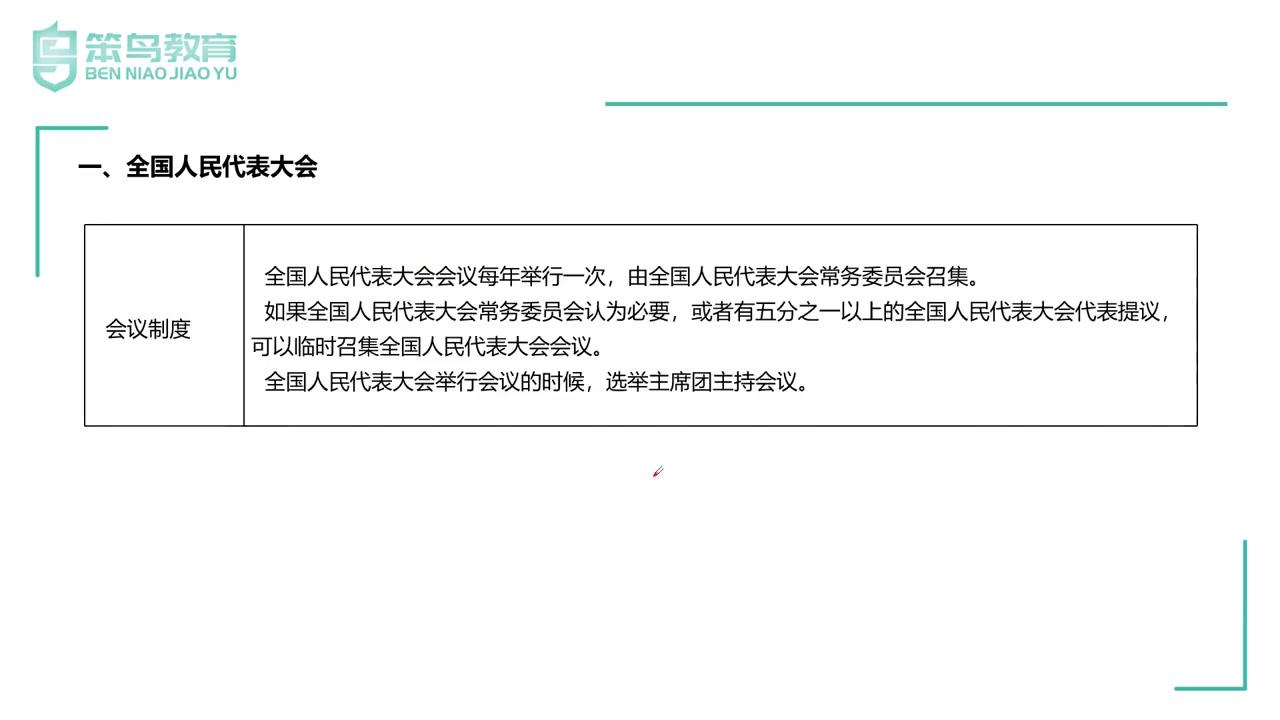 笨鸟教育
BEN NIAO JIAO YU
一、全国人民代表大会
会议制度
全国人民代表大会会议每年举行一次，由全国人民代表大会常务委员会召集。
如果全国人民代表大会常务委员会认为必要，或者有五分之一以上的全国人民代表大会代表提议，
可以临时召集全国人民代表大会会议。
全国人民代表大会举行会议的时候，选举主席团主持会议。